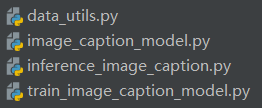 data_utils.py
image_caption_model.py
inference_image_caption.py
train_image_caption_model.py